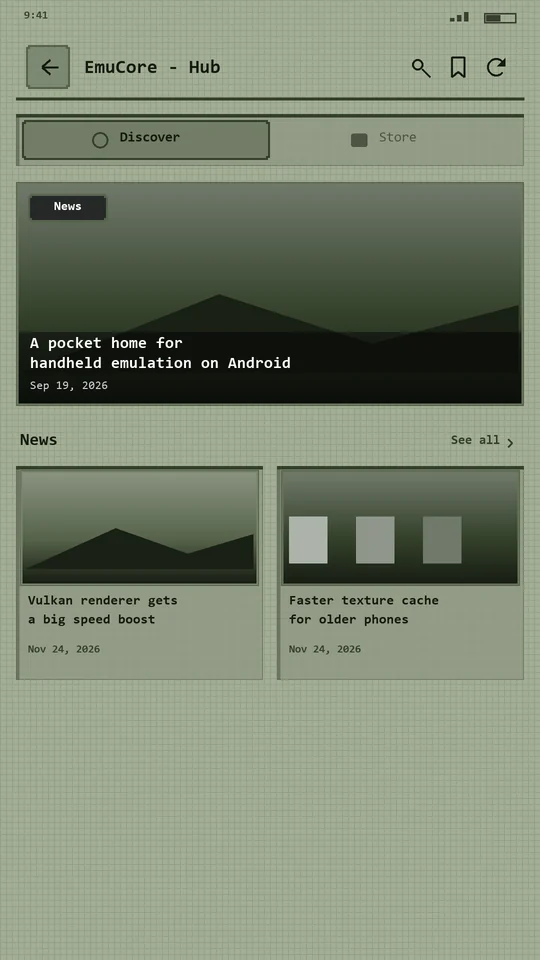 9:41
EmuCore - Hub
Discover
Store
News
A pocket home for
handheld emulation on Android
Sep 19, 2026
News
See all
Vulkan renderer gets
a big speed boost
Nov 24, 2026
Faster texture cache
for older phones
Nov 24, 2026